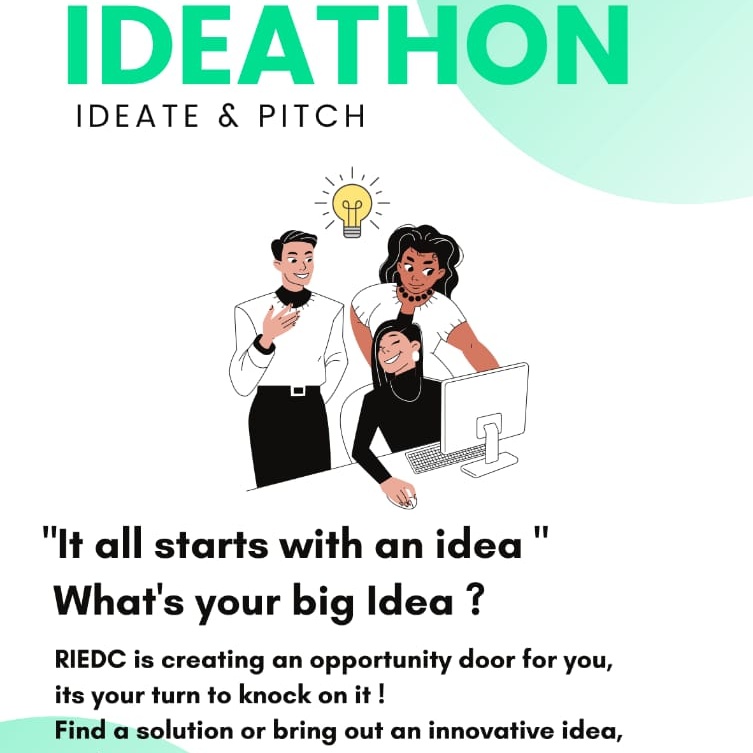 IDEATHON
IDEATE & PITCH
"It all starts with an idea "
What's your big Idea ?
RIEDC is creating an opportunity door for you,
its your turn to knock on it !
Find a solution or bring out an innovative idea,